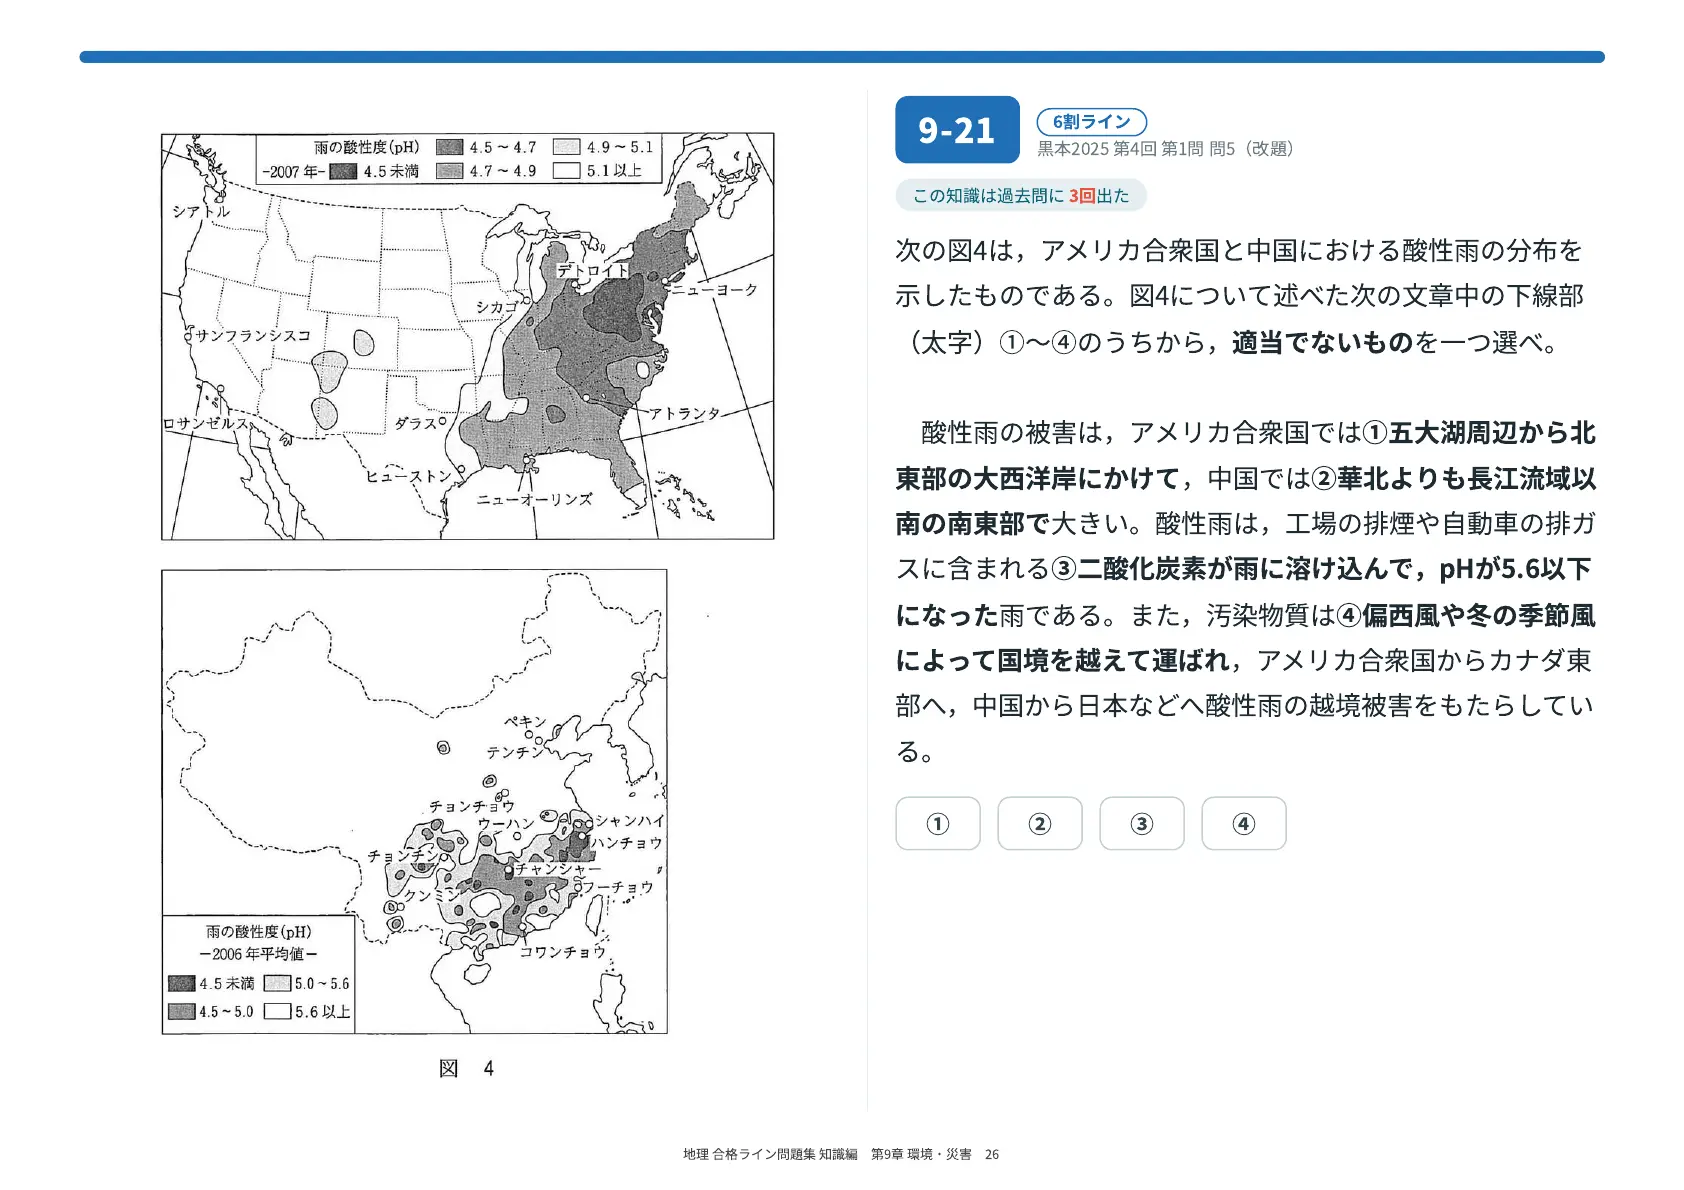 雨の酸性度(pH)
-2007年-
4.5未満
4.5～4.7
4.7～4.9
4.9～5.1
5.1以上
シアトル
デトロイト
ニューヨーク
シカゴ
サンフランシスコ
アトランタ
ロサンゼルス
ダラス
ヒューストン
ニューオーリンズ
ペキン
テンチン
チョンチョウ
ウーハン
シャンハイ
ハンチョウ
チョンチン
チャンシャー
クンミン
フーチョウ
コワンチョウ
雨の酸性度(pH)
－2006年平均値－
4.5未満
5.0～5.6
4.5～5.0
5.6以上
図 4
9-21
6割ライン
黒本2025 第4回 第1問 問5（改題）
この知識は過去問に 3回出た
次の図4は，アメリカ合衆国と中国における酸性雨の分布を
示したものである。図4について述べた次の文章中の下線部
（太字）①～④のうちから，適当でないものを一つ選べ。
酸性雨の被害は，アメリカ合衆国では①五大湖周辺から北
東部の大西洋岸にかけて，中国では②華北よりも長江流域以
南の南東部で大きい。酸性雨は，工場の排煙や自動車の排ガ
スに含まれる③二酸化炭素が雨に溶け込んで，pHが5.6以下
になった雨である。また，汚染物質は④偏西風や冬の季節風
によって国境を越えて運ばれ，アメリカ合衆国からカナダ東
部へ，中国から日本などへ酸性雨の越境被害をもたらしてい
る。
①
②
③
④
地理 合格ライン問題集 知識編 第9章 環境・災害 26